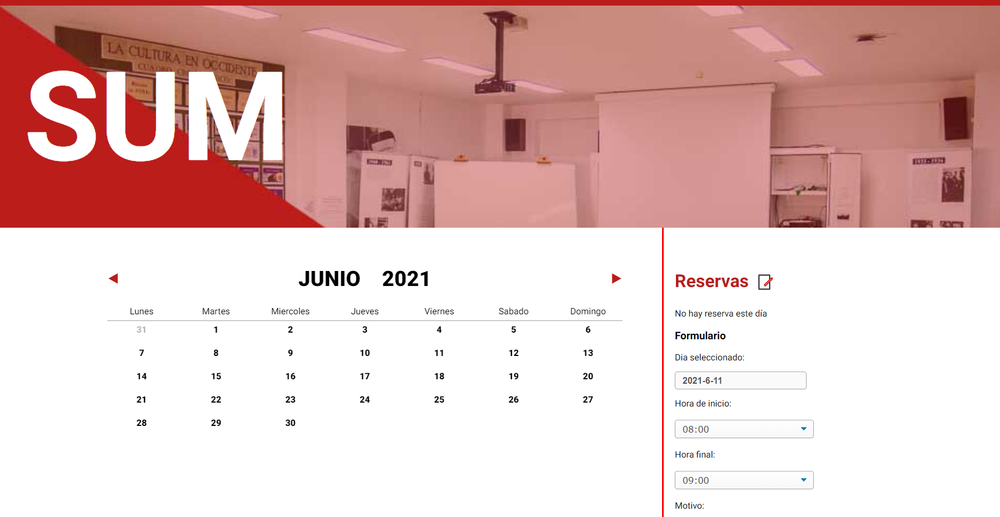 LA CULTURA EN OCCIDENTE
SUM
JUNIO 2021
Lunes Martes Miercoles Jueves Viernes Sabado Domingo
31 1 2 3 4 5 6
7 8 9 10 11 12 13
14 15 16 17 18 19 20
21 22 23 24 25 26 27
28 29 30
Reservas
No hay reserva este día
Formulario
Dia seleccionado:
2021-6-11
Hora de inicio:
08:00
Hora final:
09:00
Motivo: